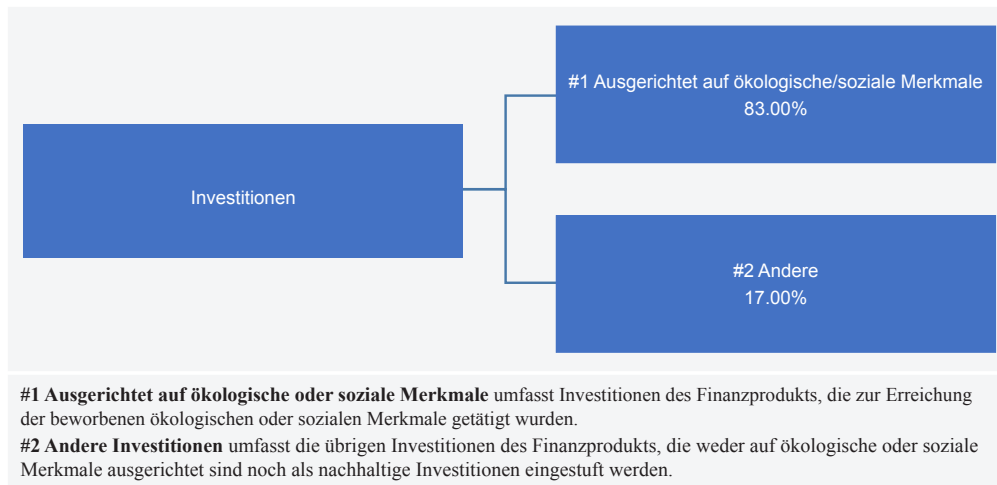 #1 Ausgerichtet auf ökologische/soziale Merkmale
83.00%
Investitionen
#2 Andere
17.00%
#1 Ausgerichtet auf ökologische oder soziale Merkmale umfasst Investitionen des Finanzprodukts, die zur Erreichung
der beworbenen ökologischen oder sozialen Merkmale getätigt wurden.
#2 Andere Investitionen umfasst die übrigen Investitionen des Finanzprodukts, die weder auf ökologische oder soziale
Merkmale ausgerichtet sind noch als nachhaltige Investitionen eingestuft werden.